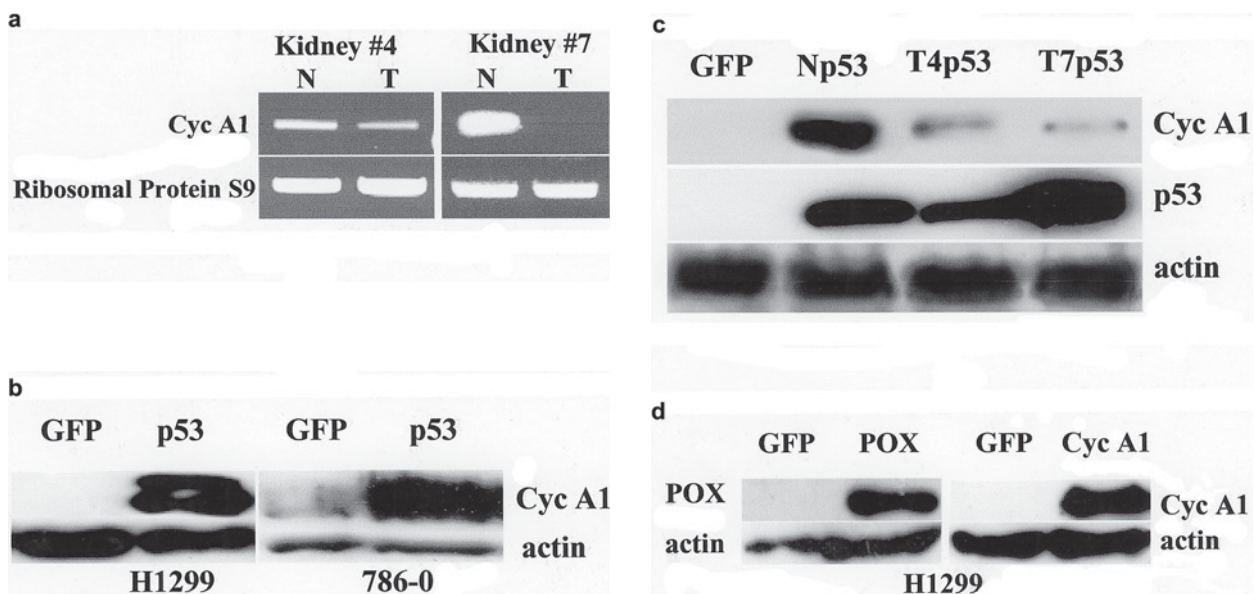 a
Kidney #4 Kidney #7
N T N T
Cyc A1
Ribosomal Protein S9
b
GFP p53 GFP p53
Cyc A1
actin
H1299 786-0
c
GFP Np53 T4p53 T7p53
Cyc A1
p53
actin
d
GFP POX GFP Cyc A1
POX Cyc A1
actin actin
H1299